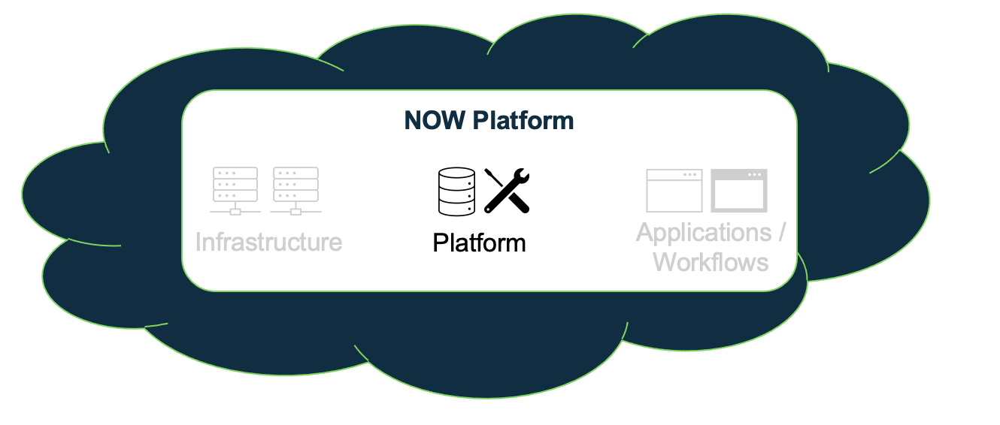 NOW Platform
Infrastructure
Platform
Applications /
Workflows